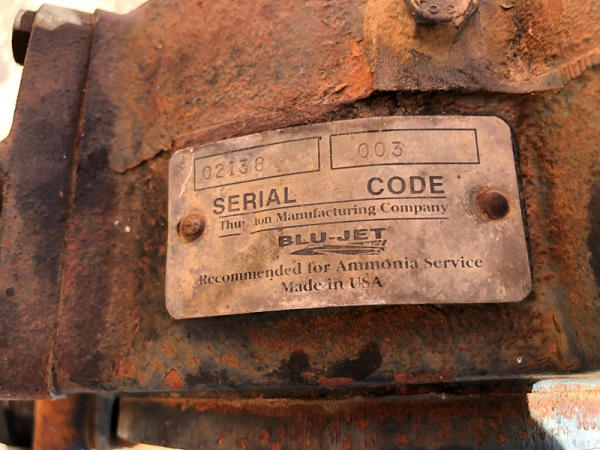 02138 003
SERIAL CODE
Manufacturing Company
BLU-JET
Recommended for Ammonia Service
Made in USA